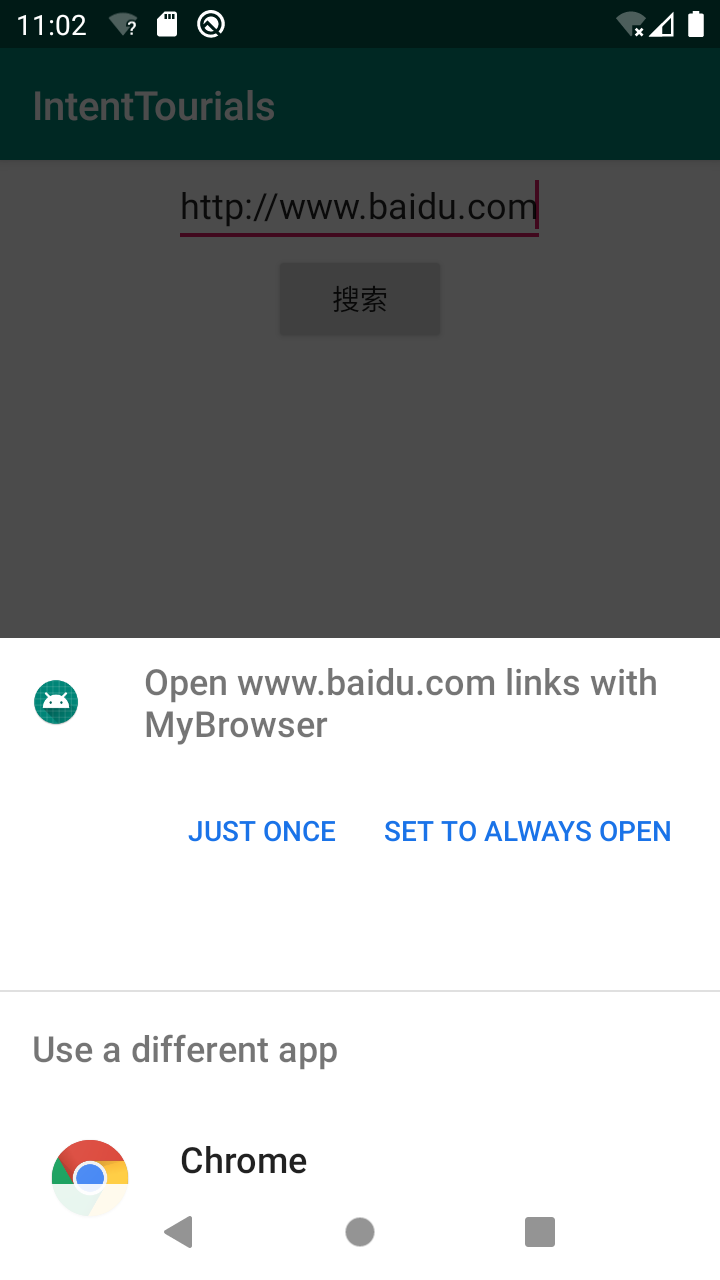 11:02
IntentTourials
http://www.baidu.com
搜索
Open www.baidu.com links with
MyBrowser
JUST ONCE SET TO ALWAYS OPEN
Use a different app
Chrome